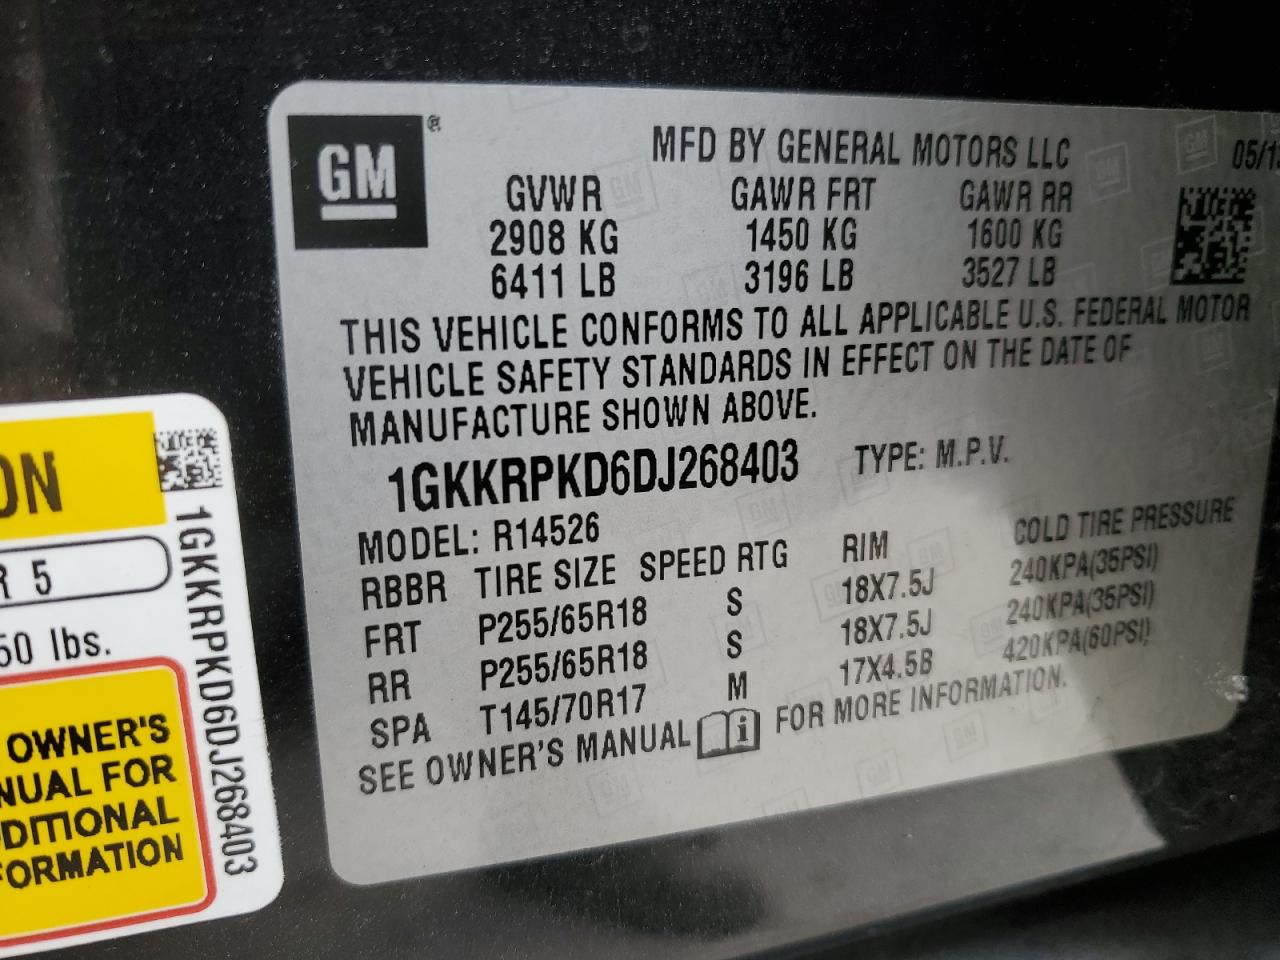 GM
®
MFD BY GENERAL MOTORS LLC
GVWR GAWR FRT GAWR RR
2908 KG 1450 KG 1600 KG
6411 LB 3196 LB 3527 LB
THIS VEHICLE CONFORMS TO ALL APPLICABLE U.S. FEDERAL MOTOR
VEHICLE SAFETY STANDARDS IN EFFECT ON THE DATE OF
MANUFACTURE SHOWN ABOVE.
1GKKRPKD6DJ268403 TYPE: M.P.V.
MODEL: R14526
RBBR TIRE SIZE SPEED RTG RIM COLD TIRE PRESSURE
FRT P255/65R18 S 18X7.5J 240KPA(35PSI)
RR P255/65R18 S 18X7.5J 240KPA(35PSI)
SPA T145/70R17 M 17X4.5B 420KPA(60PSI)
SEE OWNER'S MANUAL i FOR MORE INFORMATION.
ON
R 5
50 lbs.
OWNER'S
NUAL FOR
DDITIONAL
FORMATION
1GKKRPKD6DJ268403